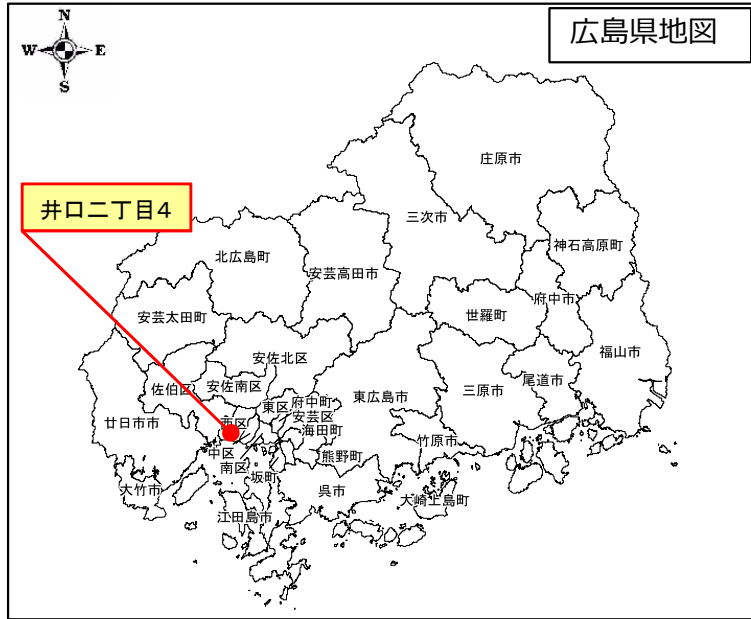 広島県地図
N
W E
S
庄原市
井口二丁目4
三次市
神石高原町
北広島町
安芸高田市
府中市
安芸太田町
世羅町
福山市
安佐北区
安佐南区
佐伯区
東広島市
三原市
尾道市
廿日市市
東区
府中町
安芸区
西区
海田町
竹原市
中区
熊野町
南区
坂町
大竹市
呉市
大崎上島町
江田島市